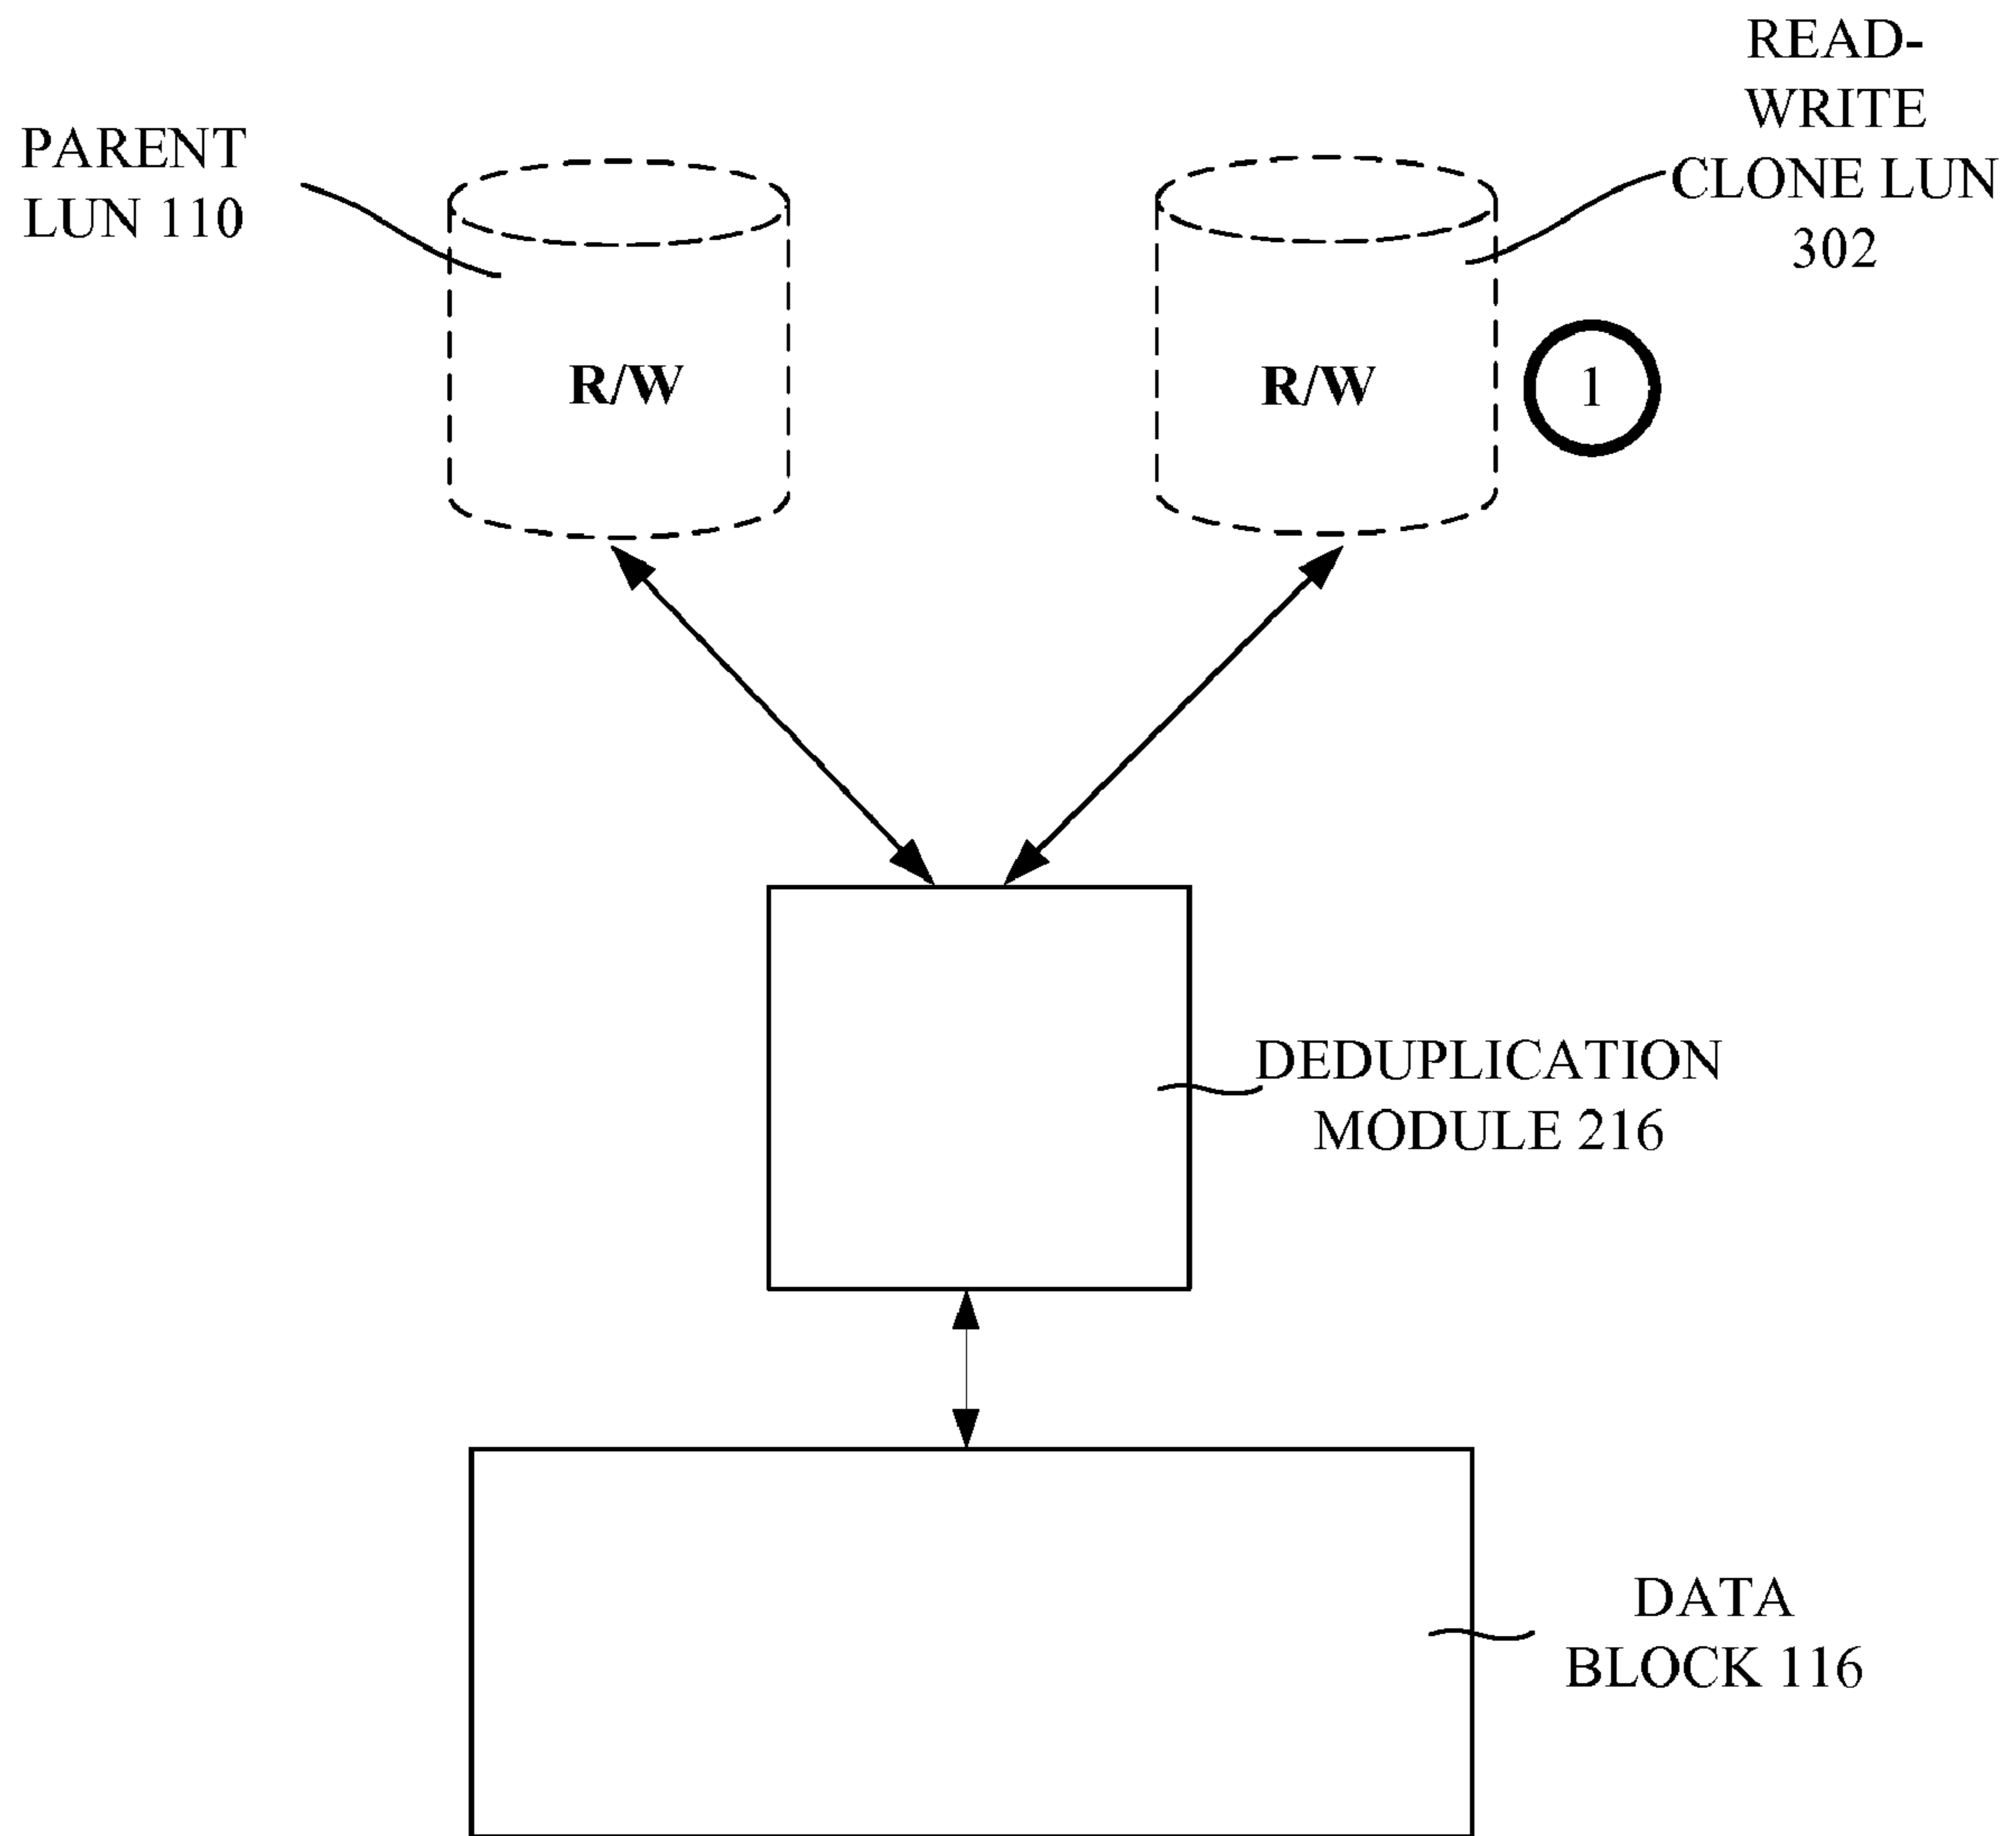 PARENT
LUN 110
READ-
WRITE
CLONE LUN
302
R/W
R/W
1
DEDUPLICATION
MODULE 216
DATA
BLOCK 116